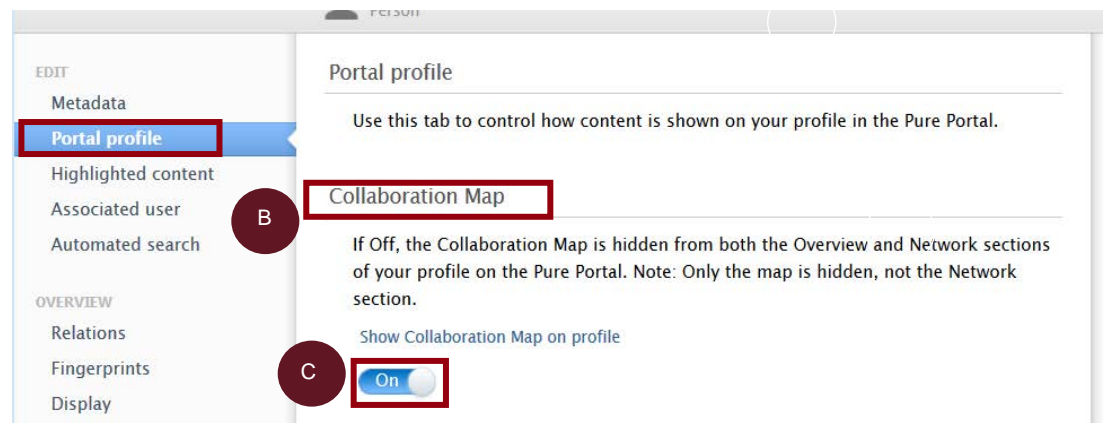 Person
EDIT
Metadata
Portal profile
Highlighted content
Associated user
Automated search
OVERVIEW
Relations
Fingerprints
Display
Portal profile
Use this tab to control how content is shown on your profile in the Pure Portal.
B
Collaboration Map
If Off, the Collaboration Map is hidden from both the Overview and Network sections
of your profile on the Pure Portal. Note: Only the map is hidden, not the Network
section.
Show Collaboration Map on profile
C
On